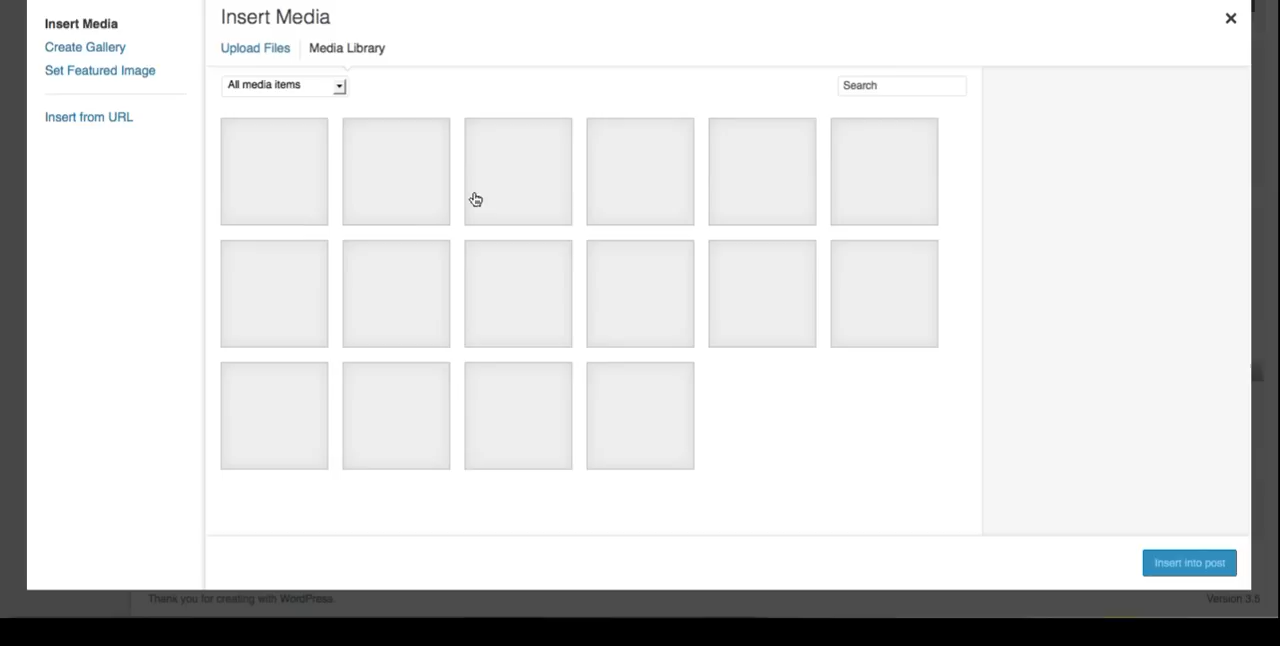 Insert Media
Create Gallery
Set Featured Image
Insert from URL
Insert Media
Upload Files
Media Library
All media items
Search
Insert into post
Thank you for creating with WordPress.
Version 3.5